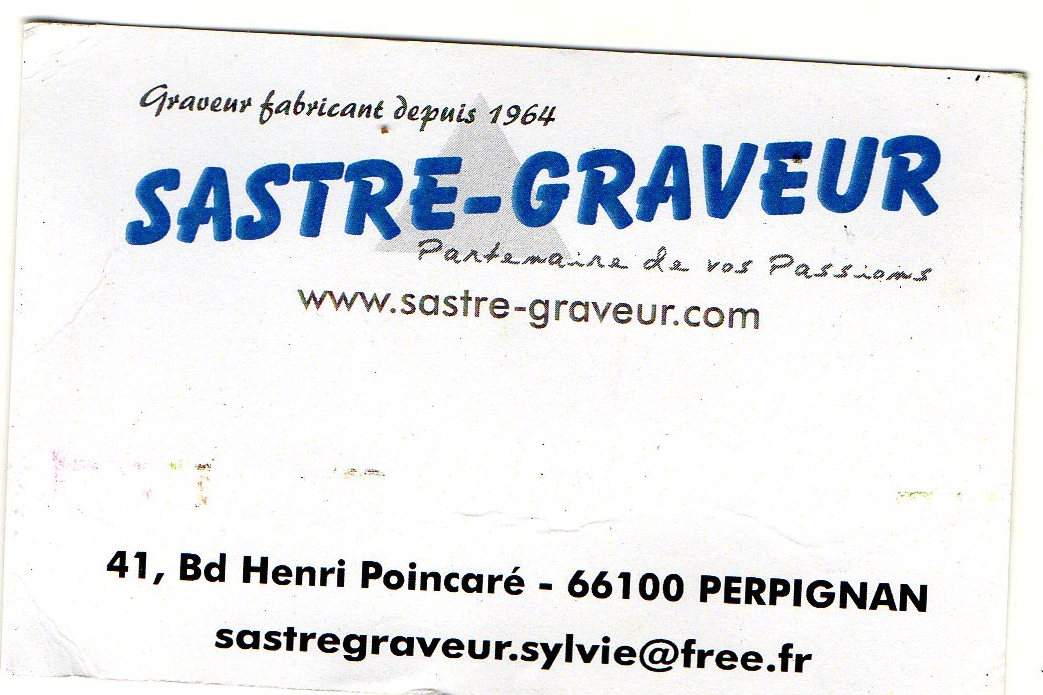 Graveur fabricant depuis 1964
SASTRE-GRAVEUR
Partenaire de vos Passions
www.sastre-graveur.com
41, Bd Henri Poincaré - 66100 PERPIGNAN
sastregraveur.sylvie@free.fr